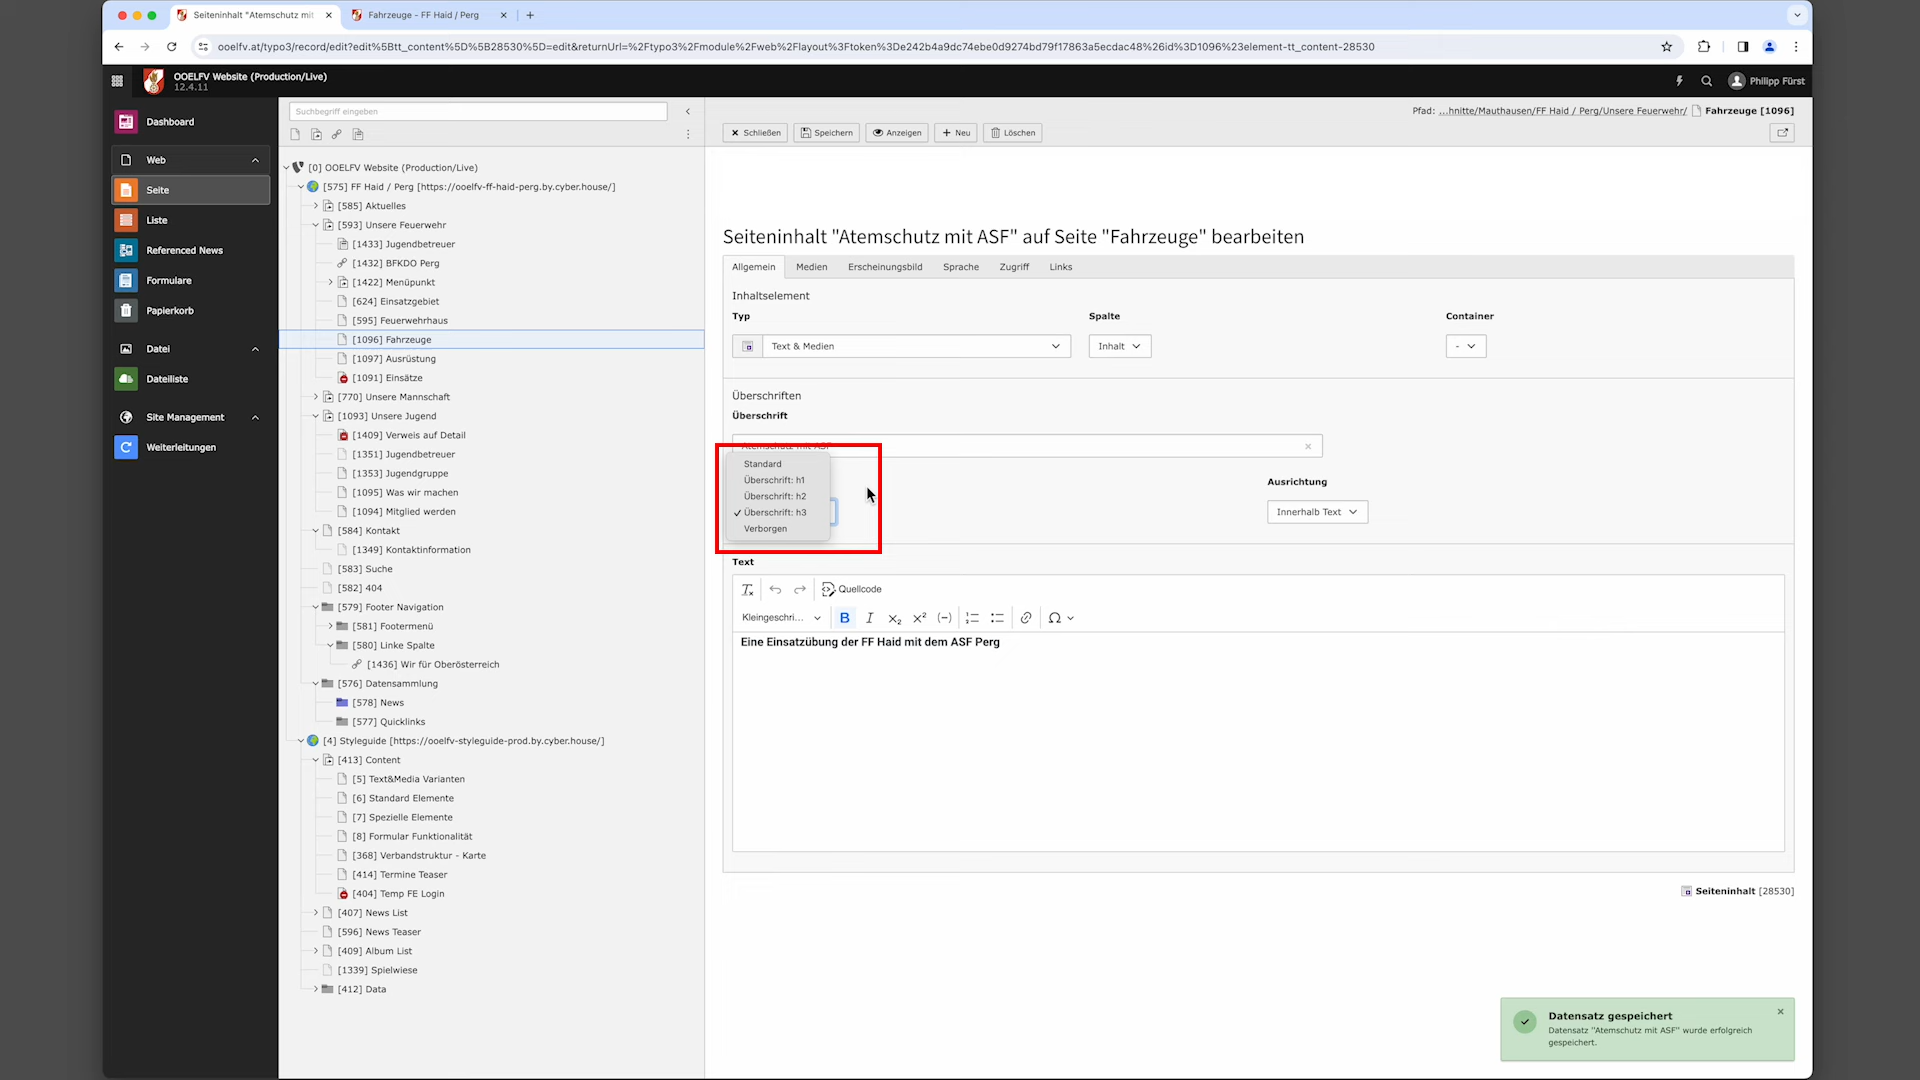 Seiteninhalt "Atemschutz mit
Fahrzeuge - FF Haid / Perg
ooelfv.at/typo3/record/edit?edit%5Btt_content%5D%5B28530%5D=edit&returnUrl=%2Ftypo3%2Fmodule%2Fweb%2Flayout%3Ftoken%3De242b4a9dc74ebe0d9274bd79f17863a5ecdac48%26id%3D1096%23element-tt_content-28530
OOELFV Website (Production/Live)
12.4.11
Philipp Fürst
Dashboard
Web
Seite
Liste
Referenced News
Formulare
Papierkorb
Datei
Dateiliste
Site Management
Weiterleitungen
Suchbegriff eingeben
[0] OOELFV Website (Production/Live)
[575] FF Haid / Perg [https://ooelfv-ff-haid-perg.by.cyber.house/]
[585] Aktuelles
[593] Unsere Feuerwehr
[1433] Jugendbetreuer
[1432] BFKDO Perg
[1422] Menüpunkt
[624] Einsatzgebiet
[595] Feuerwehrhaus
[1096] Fahrzeuge
[1097] Ausrüstung
[1091] Einsätze
[770] Unsere Mannschaft
[1093] Unsere Jugend
[1409] Verweis auf Detail
[1351] Jugendbetreuer
[1353] Jugendgruppe
[1095] Was wir machen
[1094] Mitglied werden
[584] Kontakt
[1349] Kontaktinformation
[583] Suche
[582] 404
[579] Footer Navigation
[581] Footermenü
[580] Linke Spalte
[1436] Wir für Oberösterreich
[576] Datensammlung
[578] News
[577] Quicklinks
[4] Styleguide [https://ooelfv-styleguide-prod.by.cyber.house/]
[413] Content
[5] Text&Media Varianten
[6] Standard Elemente
[7] Spezielle Elemente
[8] Formular Funktionalität
[368] Verbandstruktur - Karte
[414] Termine Teaser
[404] Temp FE Login
[407] News List
[596] News Teaser
[409] Album List
[1339] Spielwiese
[412] Data
Pfad: ...hnitte/Mauthausen/FF Haid / Perg/Unsere Feuerwehr/ Fahrzeuge [1096]
Schließen Speichern Anzeigen Neu Löschen
Seiteninhalt "Atemschutz mit ASF" auf Seite "Fahrzeuge" bearbeiten
Allgemein Medien Erscheinungsbild Sprache Zugriff Links
Inhaltselement
Typ Spalte Container
Text & Medien Inhalt -
Überschriften
Überschrift
Atemschutz mit ASF
Standard
Überschrift: h1
Überschrift: h2
Überschrift: h3
Verborgen
Ausrichtung
Innerhalb Text
Text
Quellcode
Kleingeschri...
Eine Einsatzübung der FF Haid mit dem ASF Perg
Seiteninhalt [28530]
Datensatz gespeichert
Datensatz "Atemschutz mit ASF" wurde erfolgreich
gespeichert.